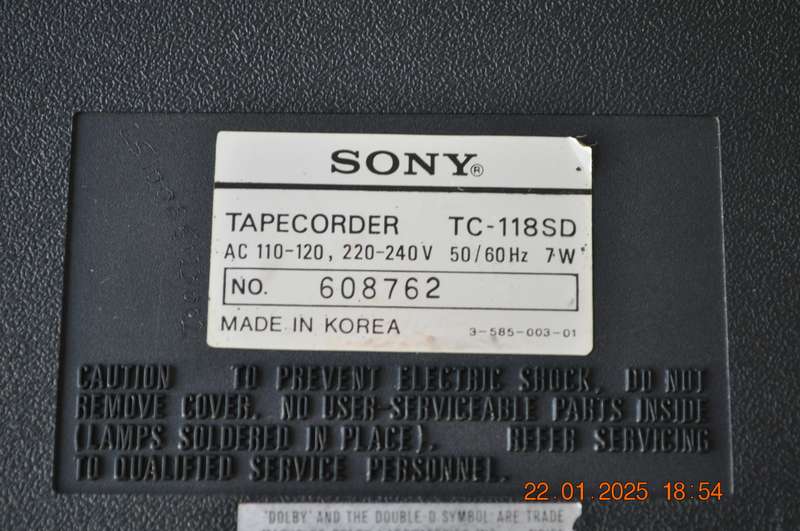 SONY®
TAPECORDER TC-118SD
AC 110-120, 220-240V 50/60Hz 7W
NO. 608762
MADE IN KOREA 3-585-003-01
CAUTION TO PREVENT ELECTRIC SHOCK, DO NOT
REMOVE COVER. NO USER-SERVICEABLE PARTS INSIDE
(LAMPS SOLDERED IN PLACE). REFER SERVICING
TO QUALIFIED SERVICE PERSONNEL.
22.01.2025 18:54
'DOLBY' AND THE DOUBLE-D SYMBOL ARE TRADE